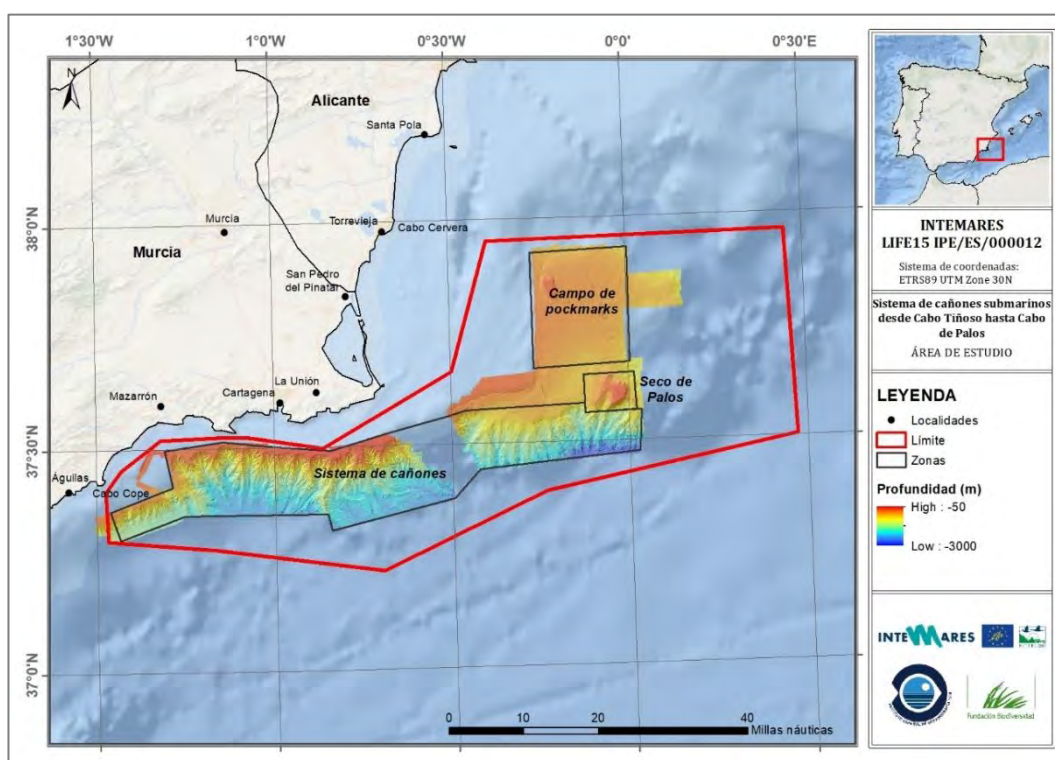 1°30'W
1°0'W
0°30'W
0°0'
0°30'E
N
Alicante
Santa Pola
38°0'N
Murcia
Torrevieja
Cabo Cervera
Murcia
San Pedro
del Pinatar
Campo de
pockmarks
La Unión
Mazarrón
Cartagena
Seco de
Palos
37°30'N
Sistema de cañones
Águilas
Cabo Cope
37°0'N
0
10
20
40
Millas náuticas
INTEMARES
LIFE15 IPE/ES/000012
Sistema de coordenadas:
ETRS89 UTM Zone 30N
Sistema de cañones submarinos
desde Cabo Tiñoso hasta Cabo
de Palos
ÁREA DE ESTUDIO
LEYENDA
Localidades
Límite
Zonas
Profundidad (m)
High : -50
Low : -3000
INTEMARES
Fundación Biodiversidad